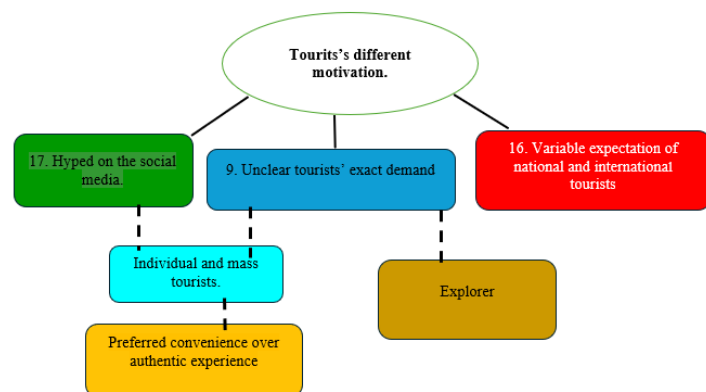 Tourits's different
motivation.
17. Hyped on the social
media.
9. Unclear tourists' exact demand
16. Variable expectation of
national and international
tourists
Individual and mass
tourists.
Explorer
Preferred convenience over
authentic experience